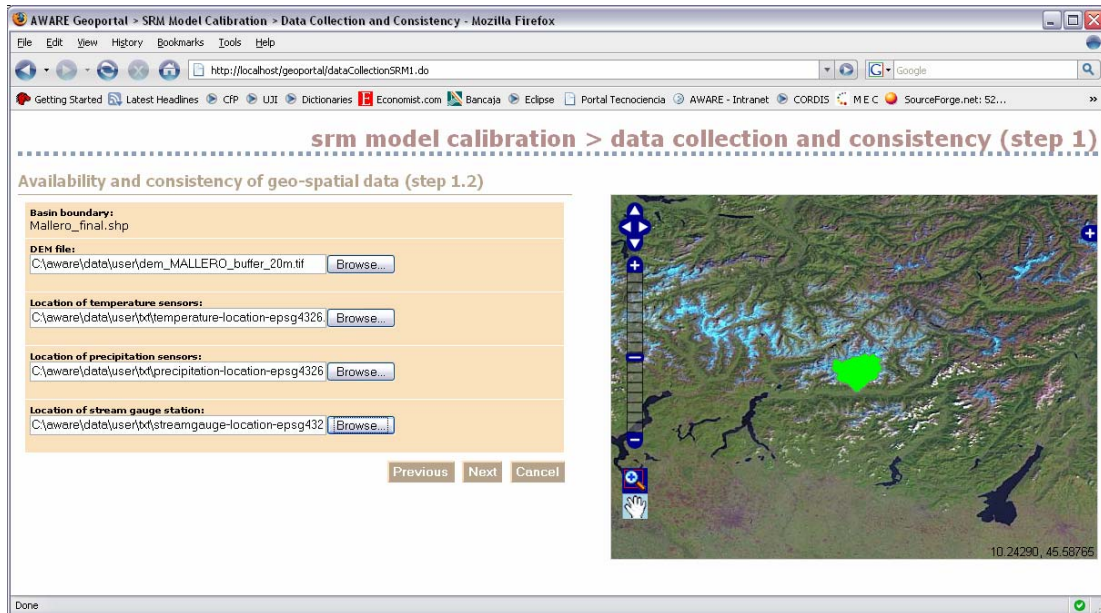 AWARE Geoportal > SRM Model Calibration > Data Collection and Consistency - Mozilla Firefox
File Edit View History Bookmarks Tools Help
http://localhost/geoportal/dataCollectionSRM1.do
G Google
Getting Started Latest Headlines CfP UJI Dictionaries Economist.com Bancaja Eclipse Portal Tecnociencia AWARE - Intranet CORDIS M E C SourceForge.net: 52... »
srm model calibration > data collection and consistency (step 1)
Availability and consistency of geo-spatial data (step 1.2)
Basin boundary:
Mallero_final.shp
DEM file:
C:\aware\data\user\dem_MALLERO_buffer_20m.tif Browse...
Location of temperature sensors:
C:\aware\data\user\txt\temperature-location-epsg4326. Browse...
Location of precipitation sensors:
C:\aware\data\user\txt\precipitation-location-epsg4326 Browse...
Location of stream gauge station:
C:\aware\data\user\txt\streamgauge-location-epsg432 Browse...
Previous Next Cancel
10.24290, 45.58765
Done